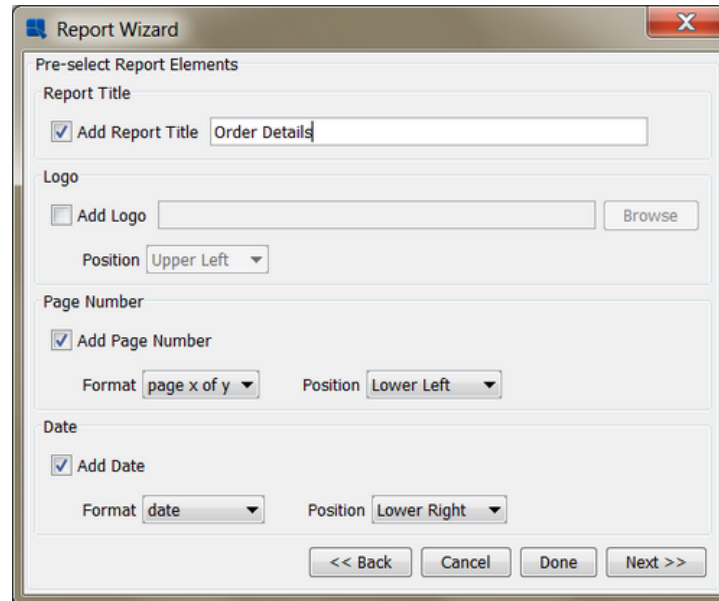 Report Wizard
Pre-select Report Elements
Report Title
Add Report Title Order Details
Logo
Add Logo Browse
Position Upper Left
Page Number
Add Page Number
Format page x of y Position Lower Left
Date
Add Date
Format date Position Lower Right
<< Back Cancel Done Next >>